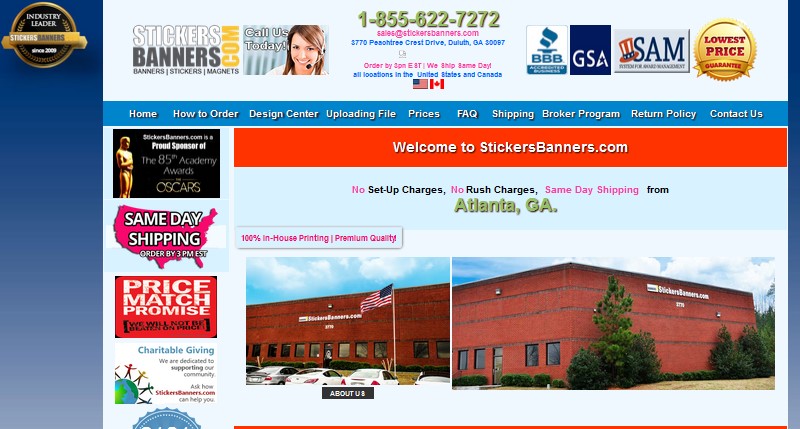 INDUSTRY
LEADER
STICKERSBANNERS
since 2009
STICKERS
BANNERS.COM
BANNERS | STICKERS | MAGNETS
Call Us
Today!
1-855-622-7272
sales@stickersbanners.com
3770 Peachtree Crest Drive, Duluth, GA 30097
Order by 3pm EST | We Ship Same Day!
all locations in the United States and Canada
BBB
ACCREDITED
BUSINESS
GSA
SAM
SYSTEM FOR AWARD MANAGEMENT
LOWEST
PRICE
GUARANTEE
Home How to Order Design Center Uploading File Prices FAQ Shipping Broker Program Return Policy Contact Us
StickersBanners.com is a
Proud Sponsor of
The 85th Academy
Awards
THE
OSCARS
SAME DAY
SHIPPING
ORDER BY 3 PM EST
PRICE
MATCH
PROMISE
[WE WILL NOT BE
BEATEN ON PRICE]
Charitable Giving
We are dedicated to
supporting our
community.
Ask how
StickersBanners.com
can help you.
Welcome to StickersBanners.com
No Set-Up Charges, No Rush Charges, Same Day Shipping from
Atlanta, GA.
100% In-House Printing | Premium Quality!
StickersBanners.com
3770
StickersBanners.com
3770
ABOUT US